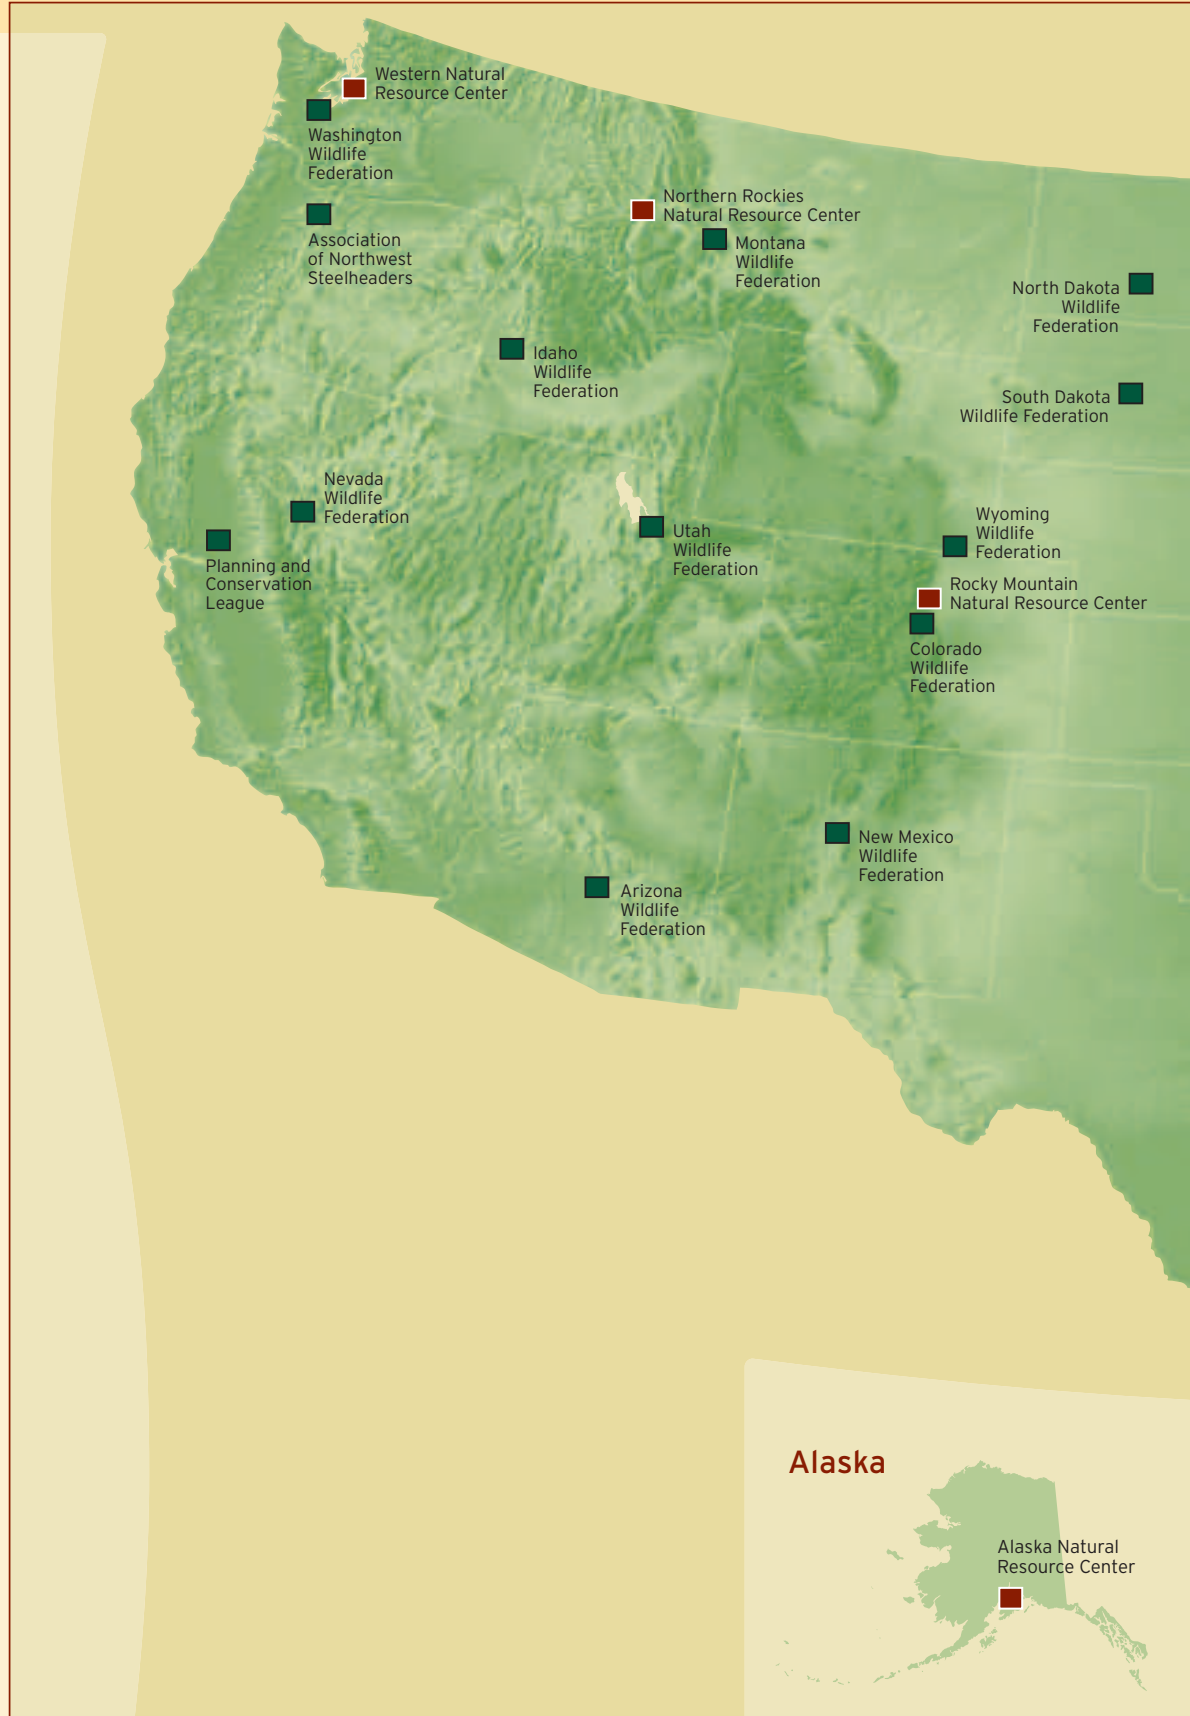 Western Natural
Resource Center
Washington
Wildlife
Federation
Northern Rockies
Natural Resource Center
Association
of Northwest
Steelheaders
Montana
Wildlife
Federation
North Dakota
Wildlife
Federation
Idaho
Wildlife
Federation
South Dakota
Wildlife Federation
Nevada
Wildlife
Federation
Wyoming
Wildlife
Federation
Utah
Wildlife
Federation
Planning and
Conservation
League
Rocky Mountain
Natural Resource Center
Colorado
Wildlife
Federation
New Mexico
Wildlife
Federation
Arizona
Wildlife
Federation
Alaska
Alaska Natural
Resource Center